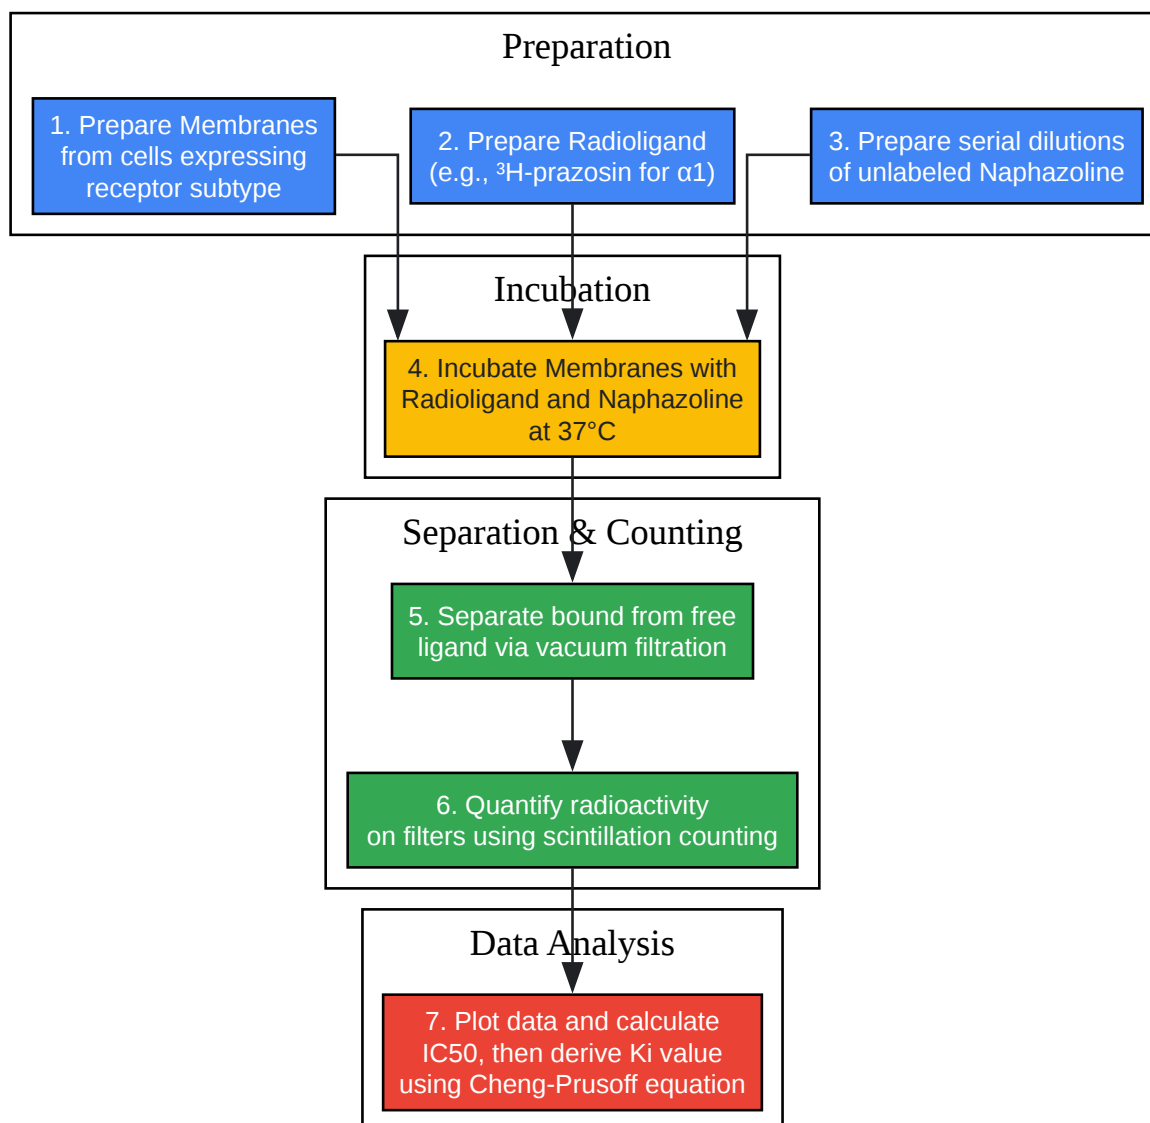 Preparation
1. Prepare Membranes
from cells expressing
receptor subtype
2. Prepare Radioligand
(e.g., ³H-prazosin for α1)
3. Prepare serial dilutions
of unlabeled Naphazoline
Incubation
4. Incubate Membranes with
Radioligand and Naphazoline
at 37°C
Separation & Counting
5. Separate bound from free
ligand via vacuum filtration
6. Quantify radioactivity
on filters using scintillation counting
Data Analysis
7. Plot data and calculate
IC50, then derive Ki value
using Cheng-Prusoff equation